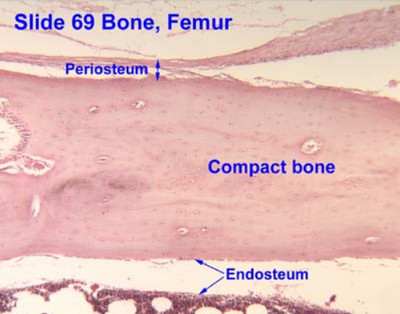 Slide 69 Bone, Femur
Periosteum
Compact bone
Endosteum